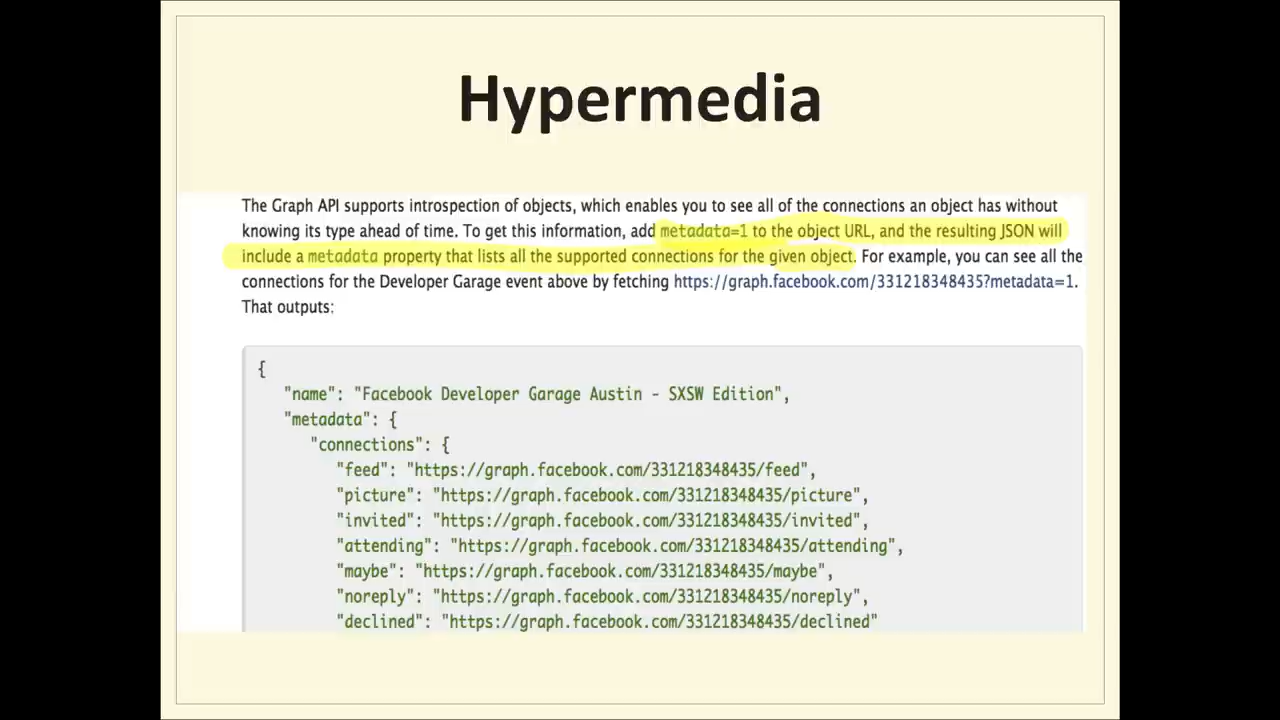 Hypermedia
The Graph API supports introspection of objects, which enables you to see all of the connections an object has without
knowing its type ahead of time. To get this information, add metadata=1 to the object URL, and the resulting JSON will
include a metadata property that lists all the supported connections for the given object. For example, you can see all the
connections for the Developer Garage event above by fetching https://graph.facebook.com/331218348435?metadata=1.
That outputs:
{
"name": "Facebook Developer Garage Austin - SXSW Edition",
"metadata": {
"connections": {
"feed": "https://graph.facebook.com/331218348435/feed",
"picture": "https://graph.facebook.com/331218348435/picture",
"invited": "https://graph.facebook.com/331218348435/invited",
"attending": "https://graph.facebook.com/331218348435/attending",
"maybe": "https://graph.facebook.com/331218348435/maybe",
"noreply": "https://graph.facebook.com/331218348435/noreply",
"declined": "https://graph.facebook.com/331218348435/declined"